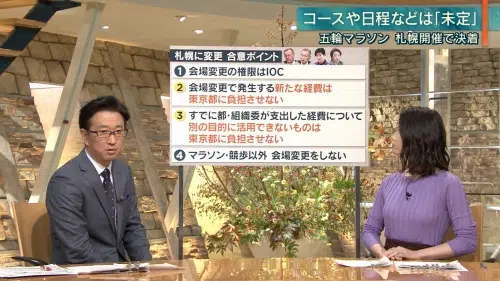 コースや日程などは「未定」
五輪マラソン 札幌開催で決着
札幌に変更 合意ポイント
① 会場変更の権限はIOC
② 会場変更で発生する新たな経費は
東京都に負担させない
③ すでに都・組織委が支出した経費について
別の目的に活用できないものは
東京都に負担させない
④ マラソン・競歩以外 会場変更をしない